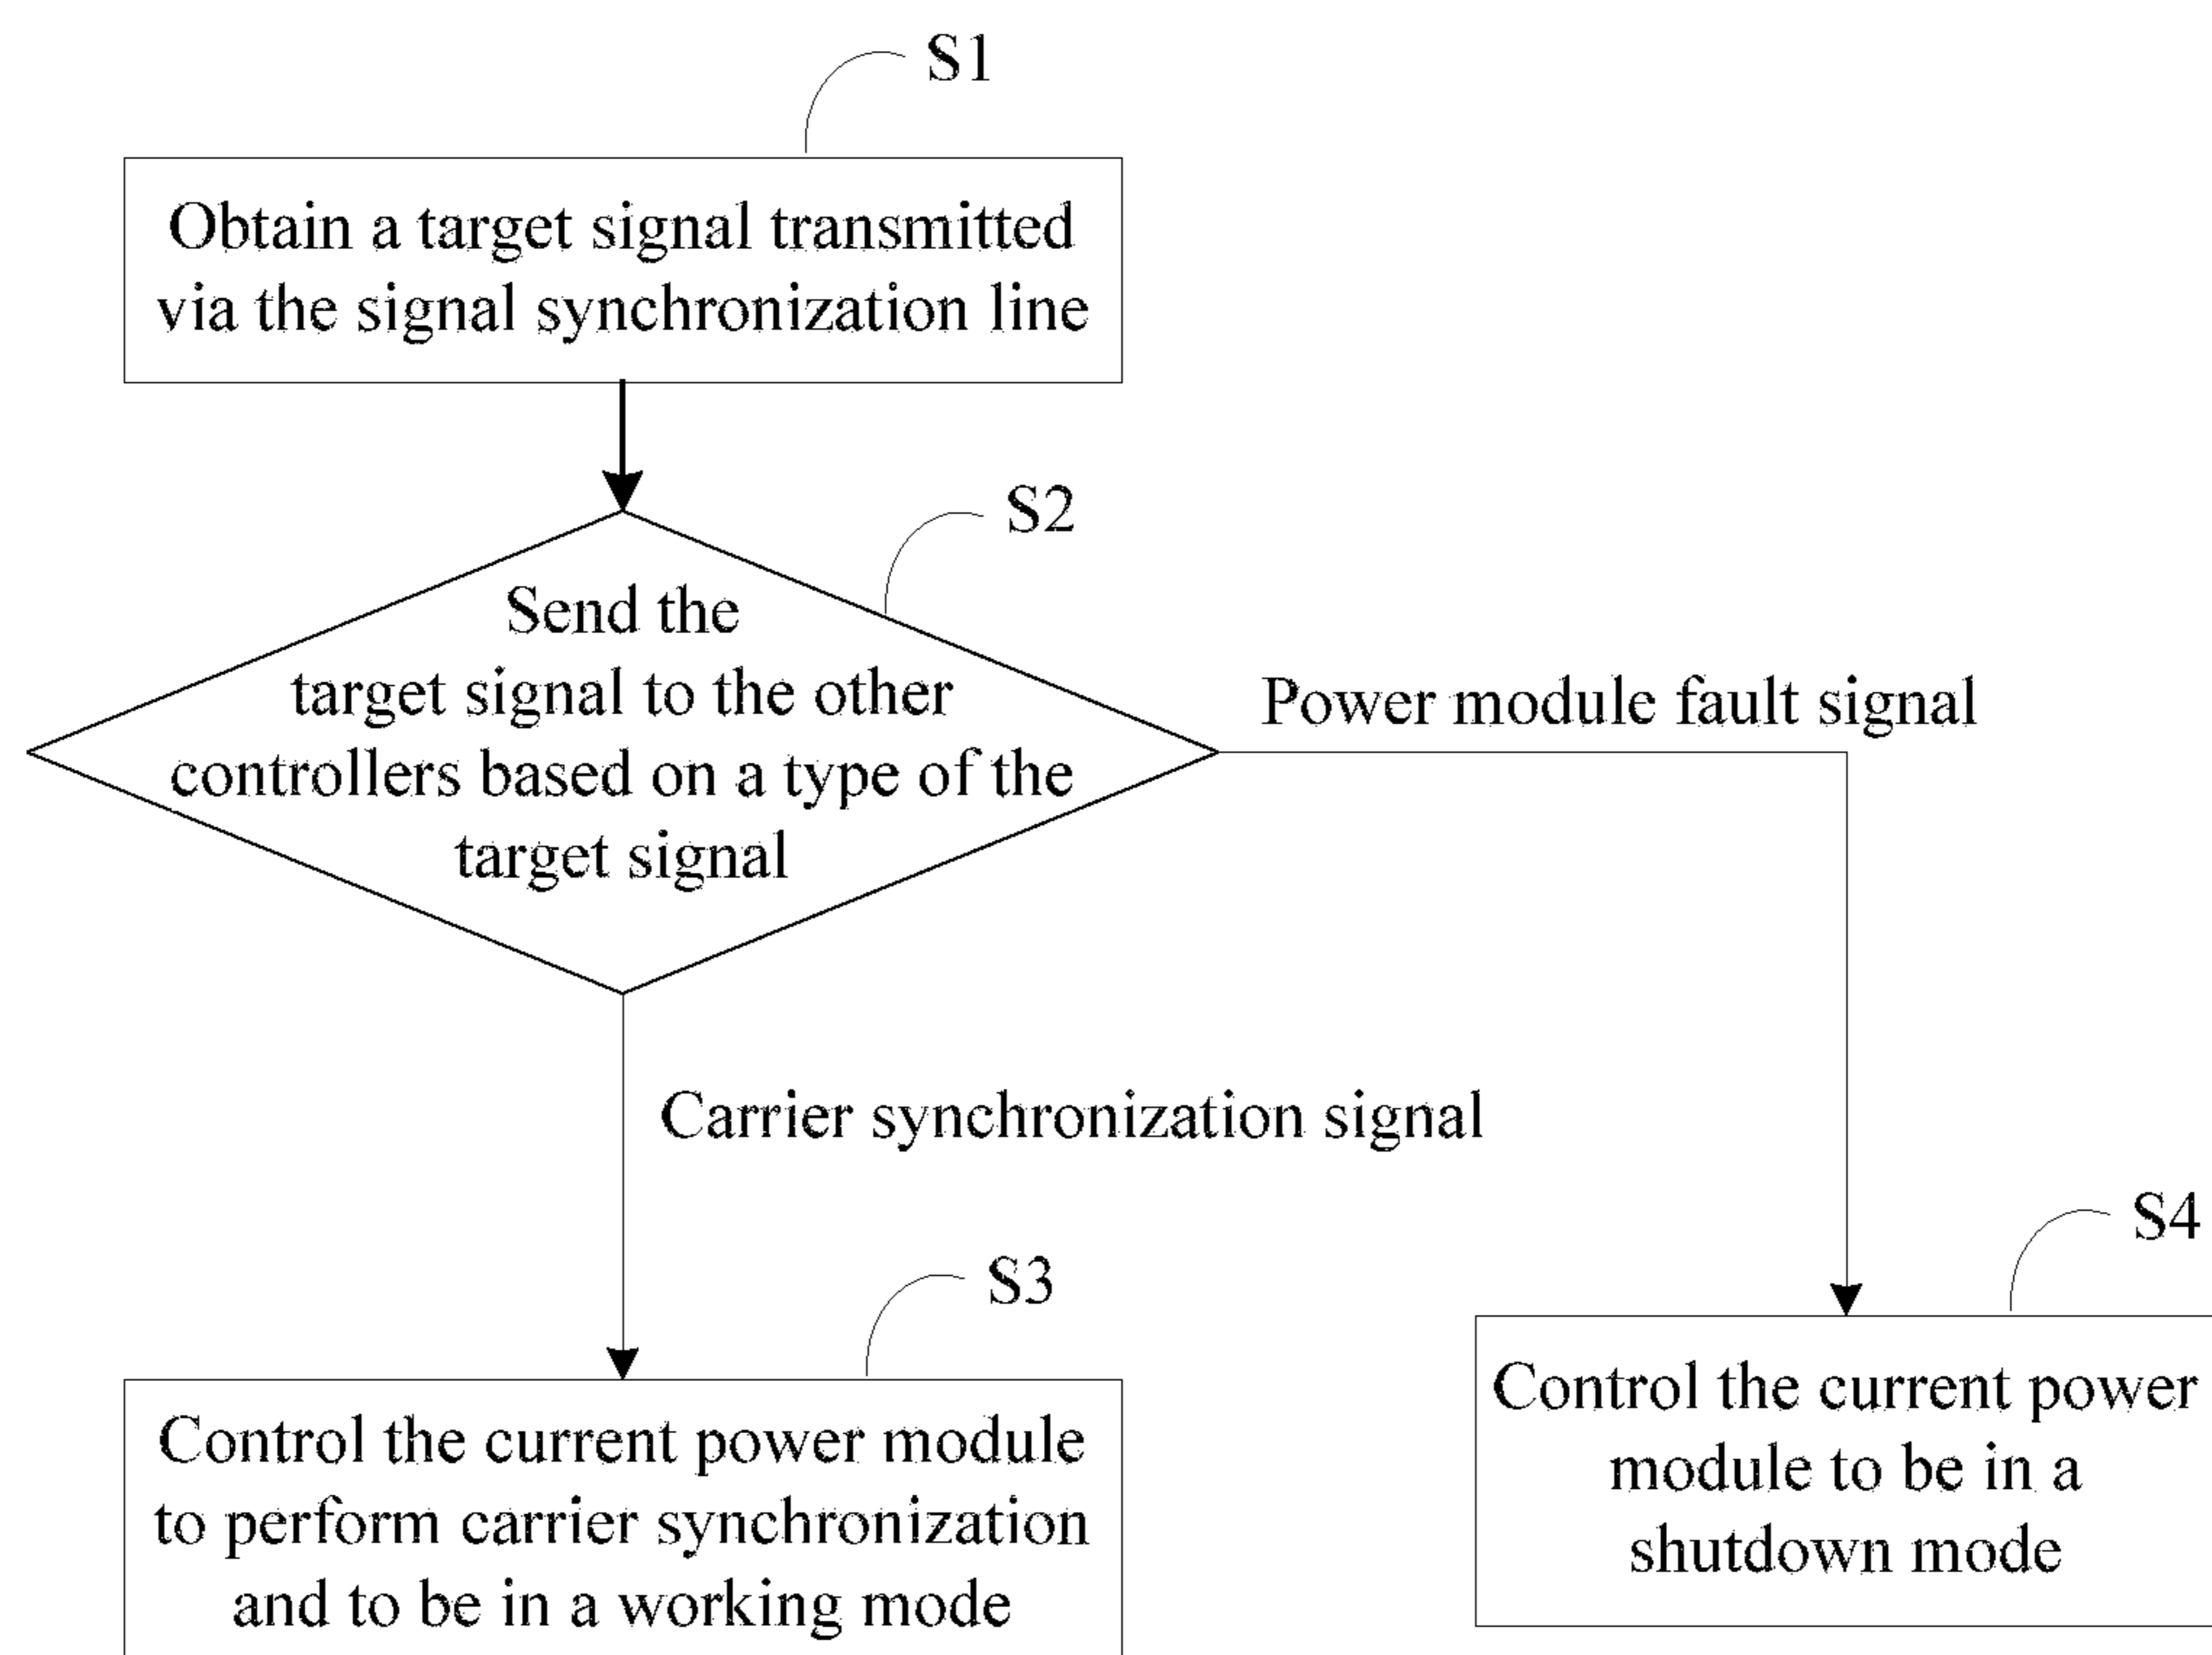 S1
Obtain a target signal transmitted
via the signal synchronization line
S2
Send the
target signal to the other
controllers based on a type of the
target signal
Power module fault signal
Carrier synchronization signal
S3
Control the current power module
to perform carrier synchronization
and to be in a working mode
S4
Control the current power
module to be in a
shutdown mode